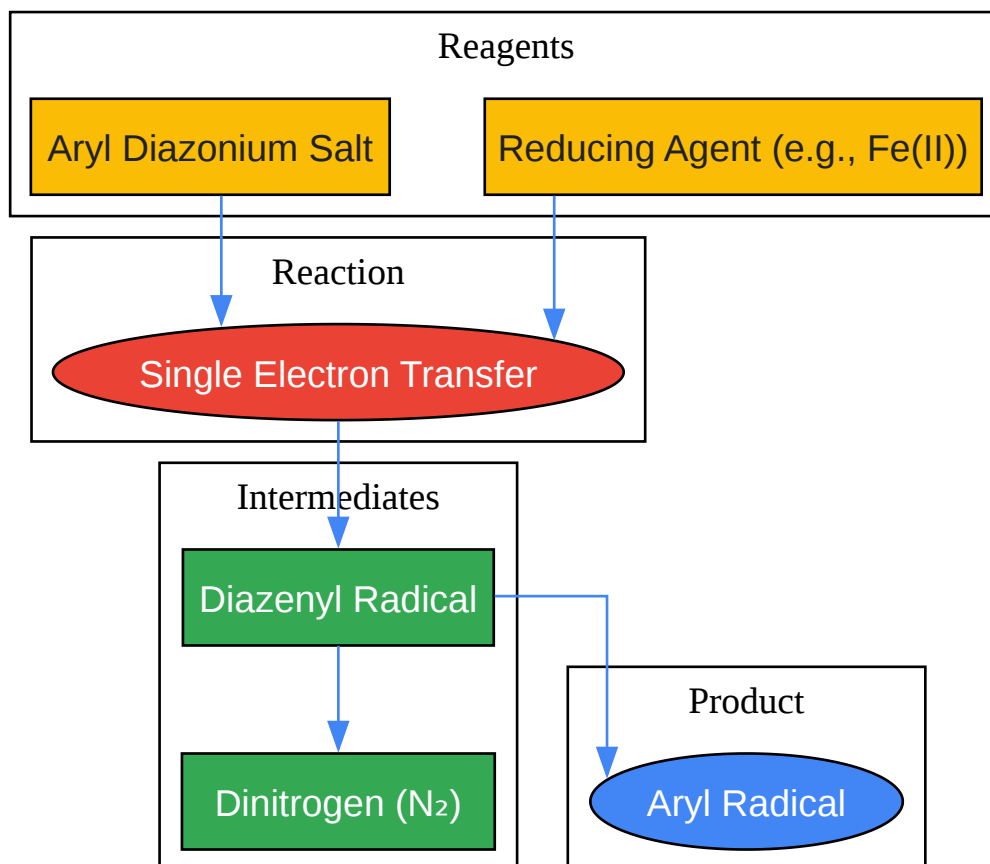 Reagents
Aryl Diazonium Salt
Reducing Agent (e.g., Fe(II))
Reaction
Single Electron Transfer
Intermediates
Diazenyl Radical
Product
Dinitrogen (N₂)
Aryl Radical